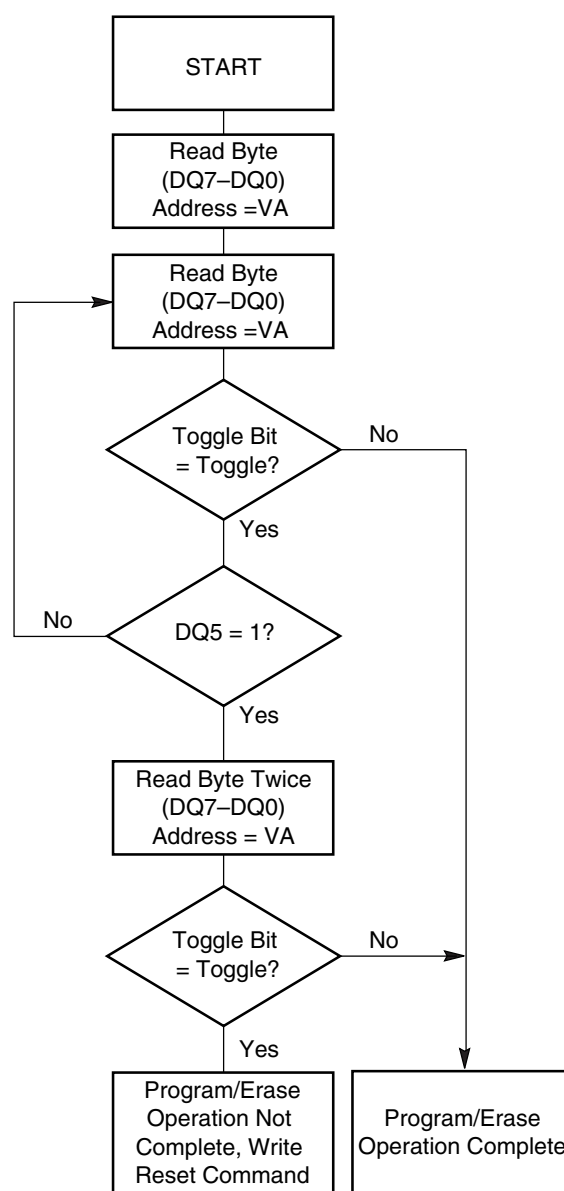 START
Read Byte
(DQ7–DQ0)
Address =VA
Read Byte
(DQ7–DQ0)
Address =VA
Toggle Bit
= Toggle?
No
Yes
No
DQ5 = 1?
Yes
Read Byte Twice
(DQ7–DQ0)
Address = VA
Toggle Bit
= Toggle?
No
Yes
Program/Erase
Operation Not
Complete, Write
Reset Command
Program/Erase
Operation Complete